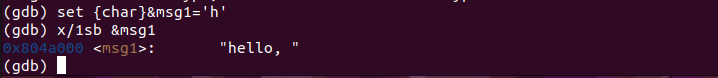 (gdb) set {char}&msg1='h'
(gdb) x/1sb &msg1
0x804a000 <msg1>:	"hello, "
(gdb)